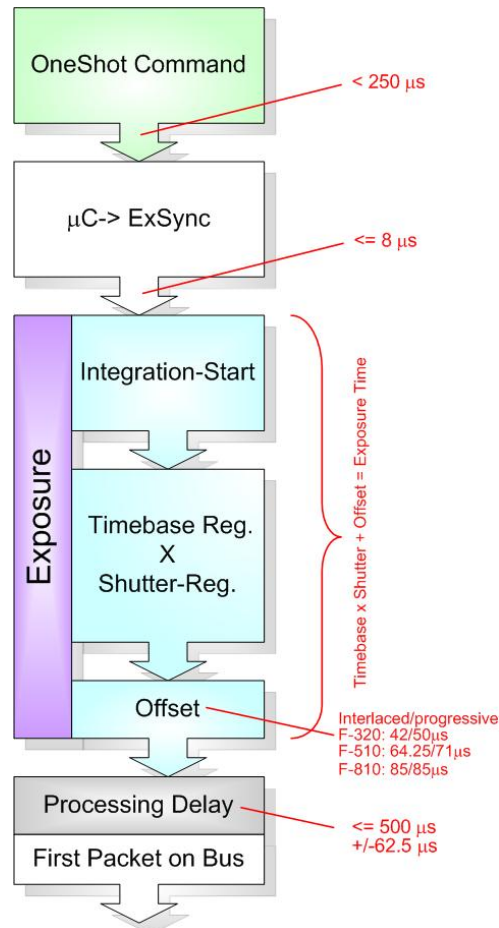 OneShot Command
< 250 μs
μC-> ExSync
<= 8 μs
Exposure
Integration-Start
Timebase Reg.
X
Shutter-Reg.
Timebase x Shutter + Offset = Exposure Time
Offset
Interlaced/progressive
F-320: 42/50μs
F-510: 64.25/71μs
F-810: 85/85μs
Processing Delay
<= 500 μs
+/-62.5 μs
First Packet on Bus